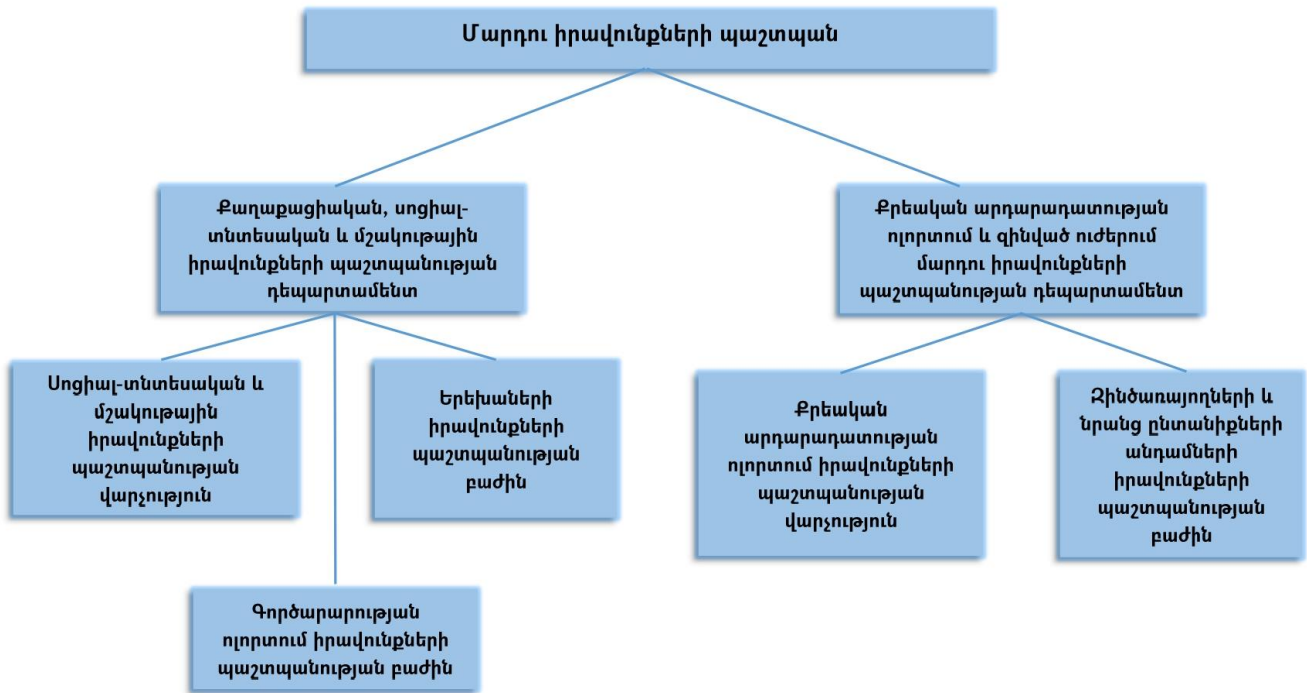 Մարդու իրավունքների պաշտպան
Քաղաքացիական, սոցիալ-
տնտեսական և մշակութային
իրավունքների պաշտպանության
դեպարտամենտ
Քրեական արդարադատության
ոլորտում և զինված ուժերում
մարդու իրավունքների
պաշտպանության դեպարտամենտ
Սոցիալ-տնտեսական և
մշակութային
իրավունքների
պաշտպանության
վարչություն
Երեխաների
իրավունքների
պաշտպանության
բաժին
Քրեական
արդարադատության
ոլորտում իրավունքների
պաշտպանության
վարչություն
Զինծառայողների և
նրանց ընտանիքների
անդամների
իրավունքների
պաշտպանության
բաժին
Գործարարության
ոլորտում իրավունքների
պաշտպանության բաժին